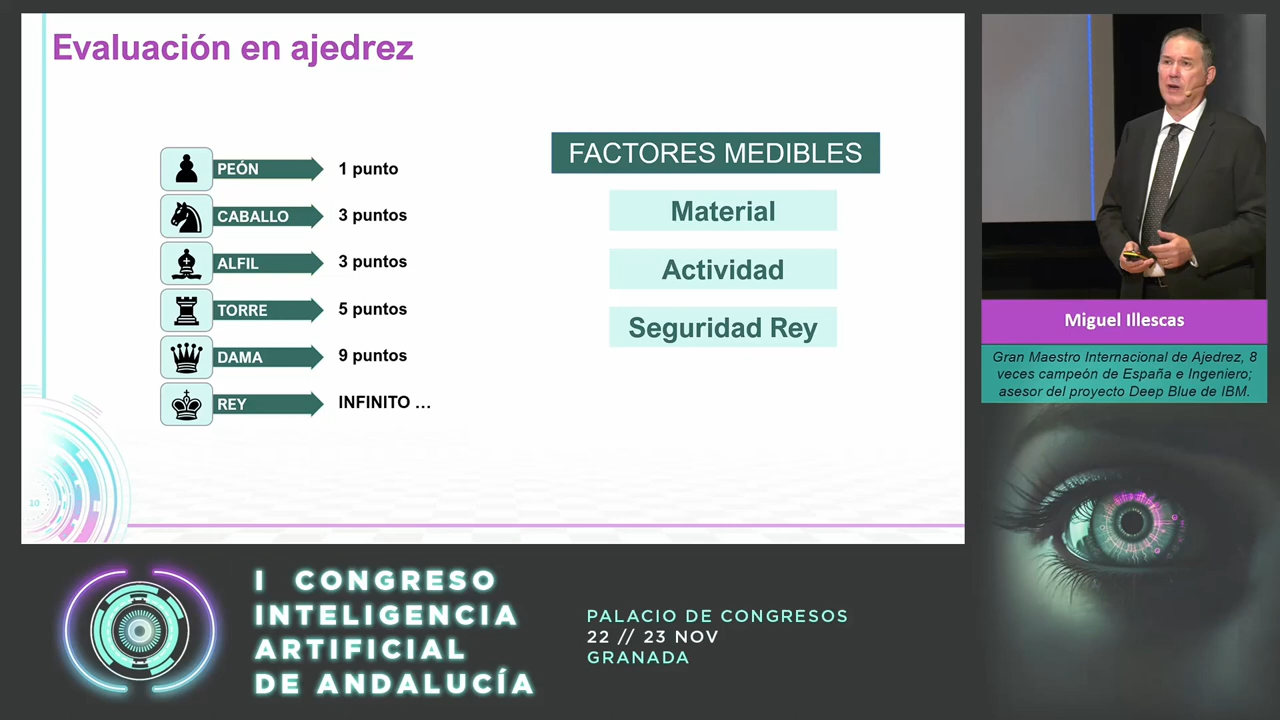 Evaluación en ajedrez
PEÓN 1 punto
CABALLO 3 puntos
ALFIL 3 puntos
TORRE 5 puntos
DAMA 9 puntos
REY INFINITO ...
FACTORES MEDIBLES
Material
Actividad
Seguridad Rey
10
Miguel Illescas
Gran Maestro Internacional de Ajedrez, 8
veces campeón de España e Ingeniero;
asesor del proyecto Deep Blue de IBM.
I CONGRESO
INTELIGENCIA
ARTIFICIAL
DE ANDALUCÍA
PALACIO DE CONGRESOS
22 // 23 NOV
GRANADA